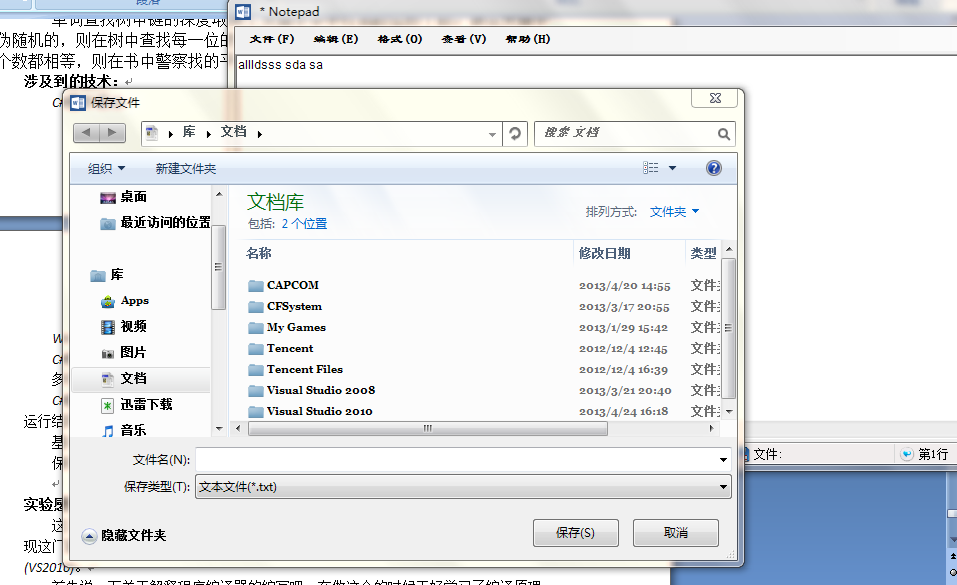 段落
* Notepad
单词查找树中键的深度取
文件(F) 编辑(E) 格式(O) 查看(V) 帮助(H)
伪随机的，则在树中查找每一位的
个数都相等，则在书中警察找的平
allldsss sda sa
涉及到的技术：
保存文件
库 文档
搜索 文档
组织 新建文件夹
桌面
最近访问的位置
库
Apps
视频
图片
文档
迅雷下载
音乐
文档库
包括: 2 个位置
排列方式: 文件夹
名称 修改日期 类型
CAPCOM 2013/4/20 14:55 文件
CFSystem 2013/3/17 20:55 文件
My Games 2013/1/29 15:42 文件
Tencent 2012/12/4 12:45 文件
Tencent Files 2012/12/4 16:39 文件
Visual Studio 2008 2013/3/21 20:40 文件
Visual Studio 2010 2013/4/24 16:18 文件
多
运行结
基
保
文件: 第1行
文件名(N):
保存类型(T): 文本文件(*.txt)
实验感
这
隐藏文件夹
保存(S) 取消
现这门
(VS2010)。
首先说一下关于解释程序编译器的编写吧，在做这个的时候正好学习了编译原理